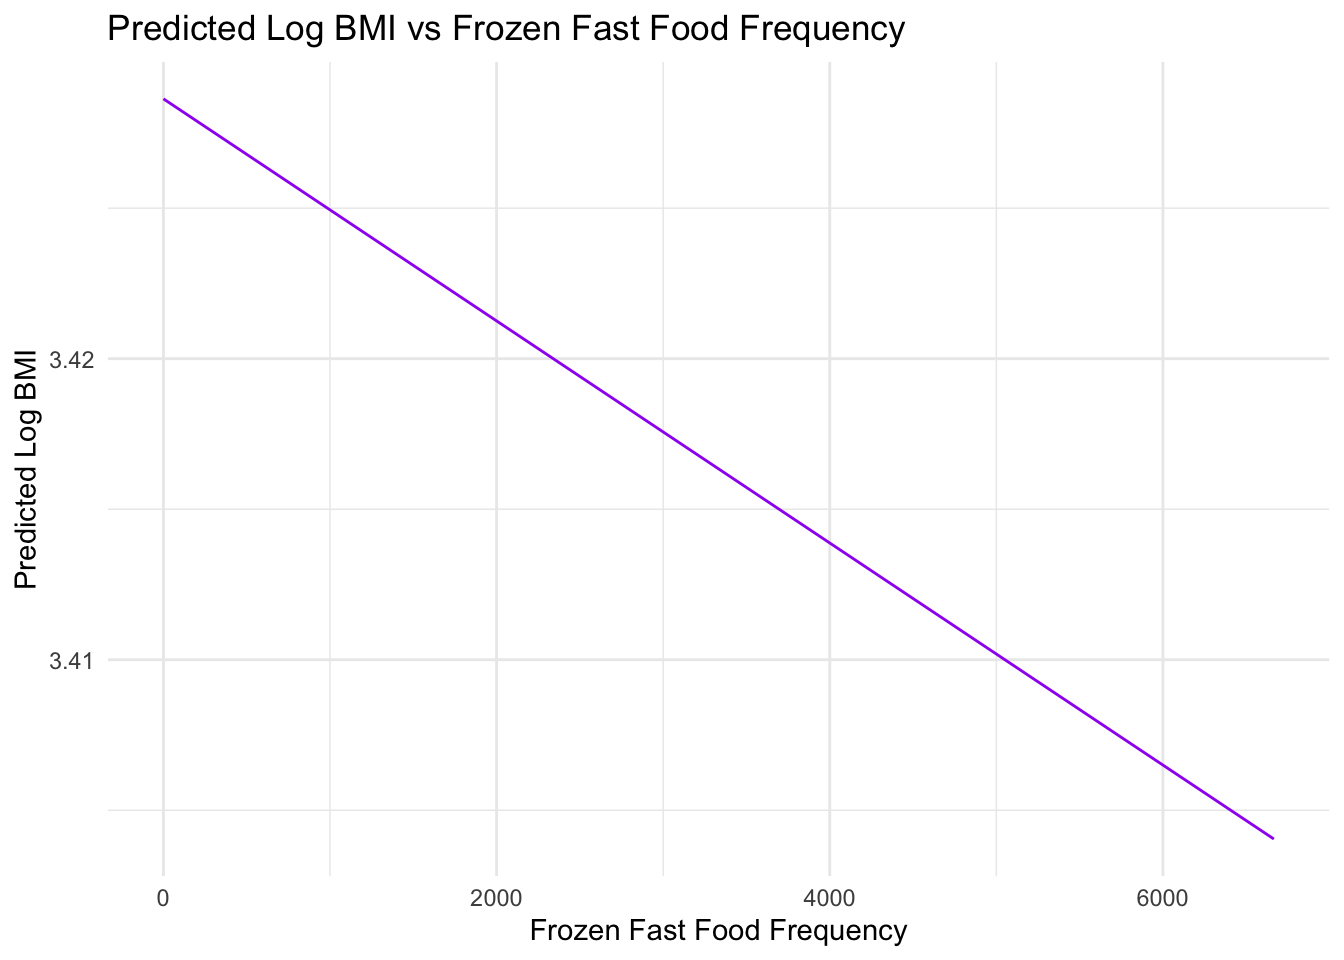 Predicted Log BMI vs Frozen Fast Food Frequency
Predicted Log BMI
3.42
3.41
0 2000 4000 6000
Frozen Fast Food Frequency